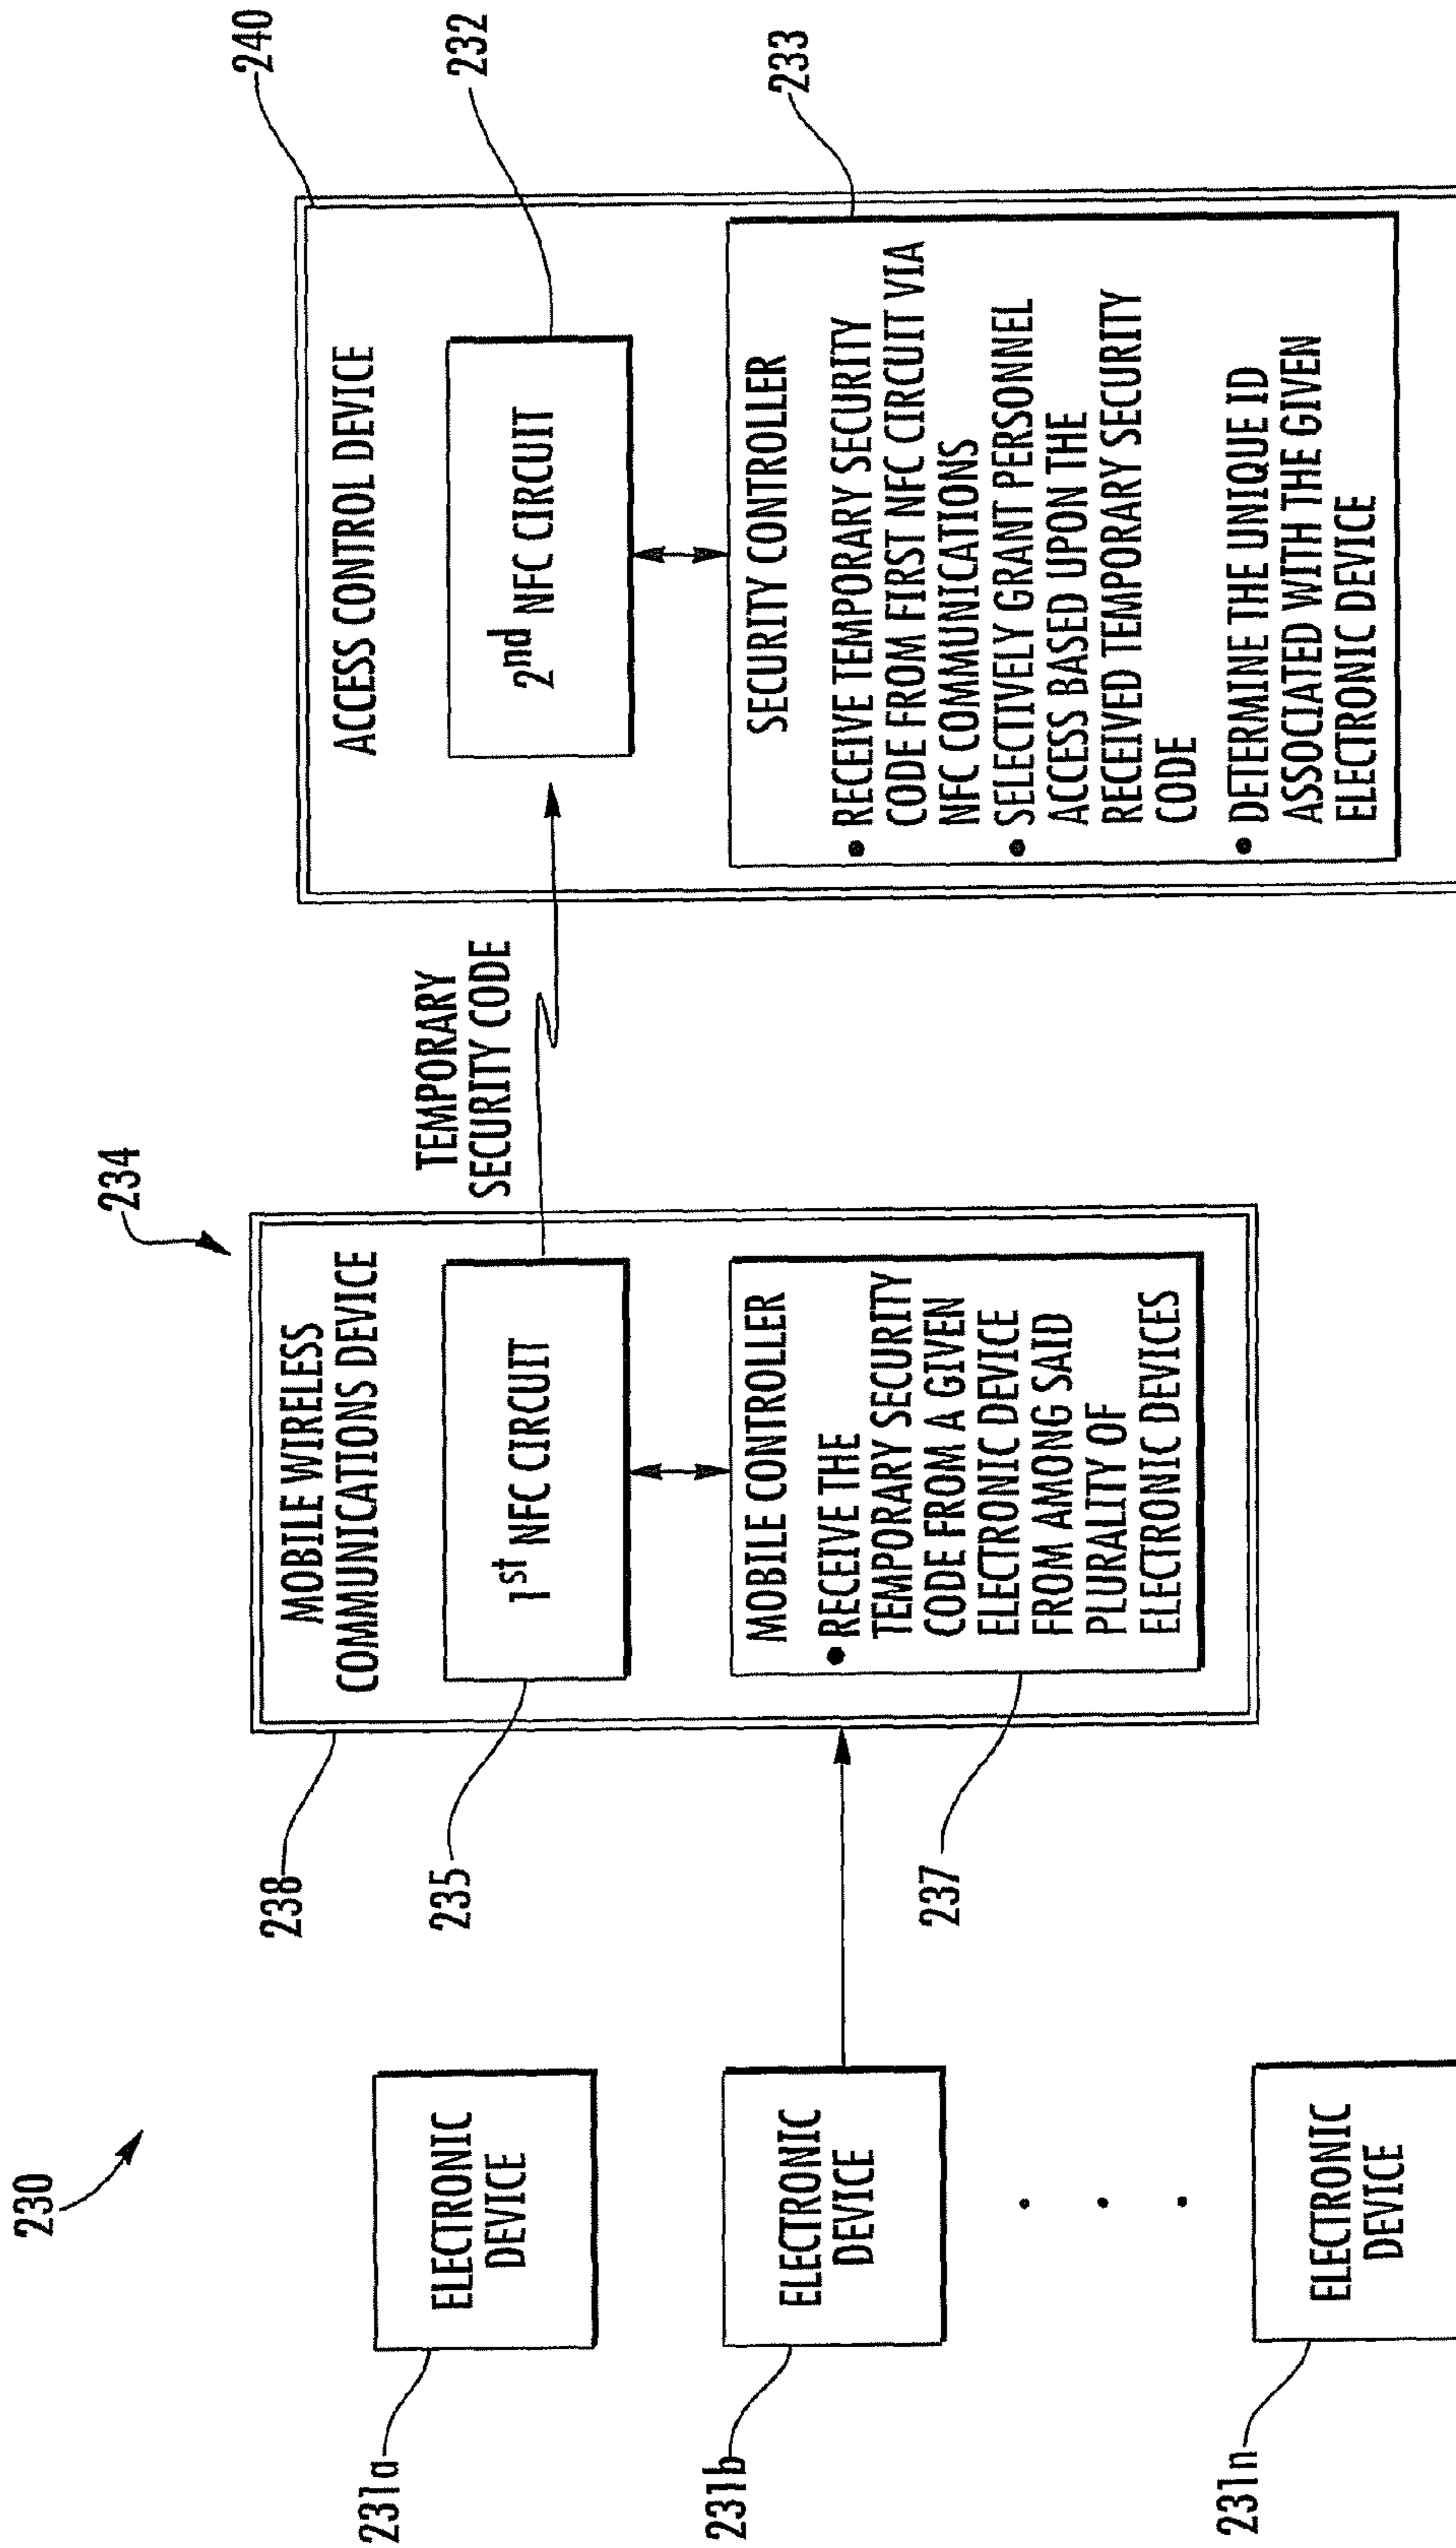 230
231a
ELECTRONIC
DEVICE
231b
ELECTRONIC
DEVICE
231n
ELECTRONIC
DEVICE
234
238
MOBILE WIRELESS
COMMUNICATIONS DEVICE
235
1st NFC CIRCUIT
237
MOBILE CONTROLLER
• RECEIVE THE
TEMPORARY SECURITY
CODE FROM A GIVEN
ELECTRONIC DEVICE
FROM AMONG SAID
PLURALITY OF
ELECTRONIC DEVICES
TEMPORARY
SECURITY CODE
240
ACCESS CONTROL DEVICE
232
2nd NFC CIRCUIT
233
SECURITY CONTROLLER
• RECEIVE TEMPORARY SECURITY
CODE FROM FIRST NFC CIRCUIT VIA
NFC COMMUNICATIONS
• SELECTIVELY GRANT PERSONNEL
ACCESS BASED UPON THE
RECEIVED TEMPORARY SECURITY
CODE
• DETERMINE THE UNIQUE ID
ASSOCIATED WITH THE GIVEN
ELECTRONIC DEVICE